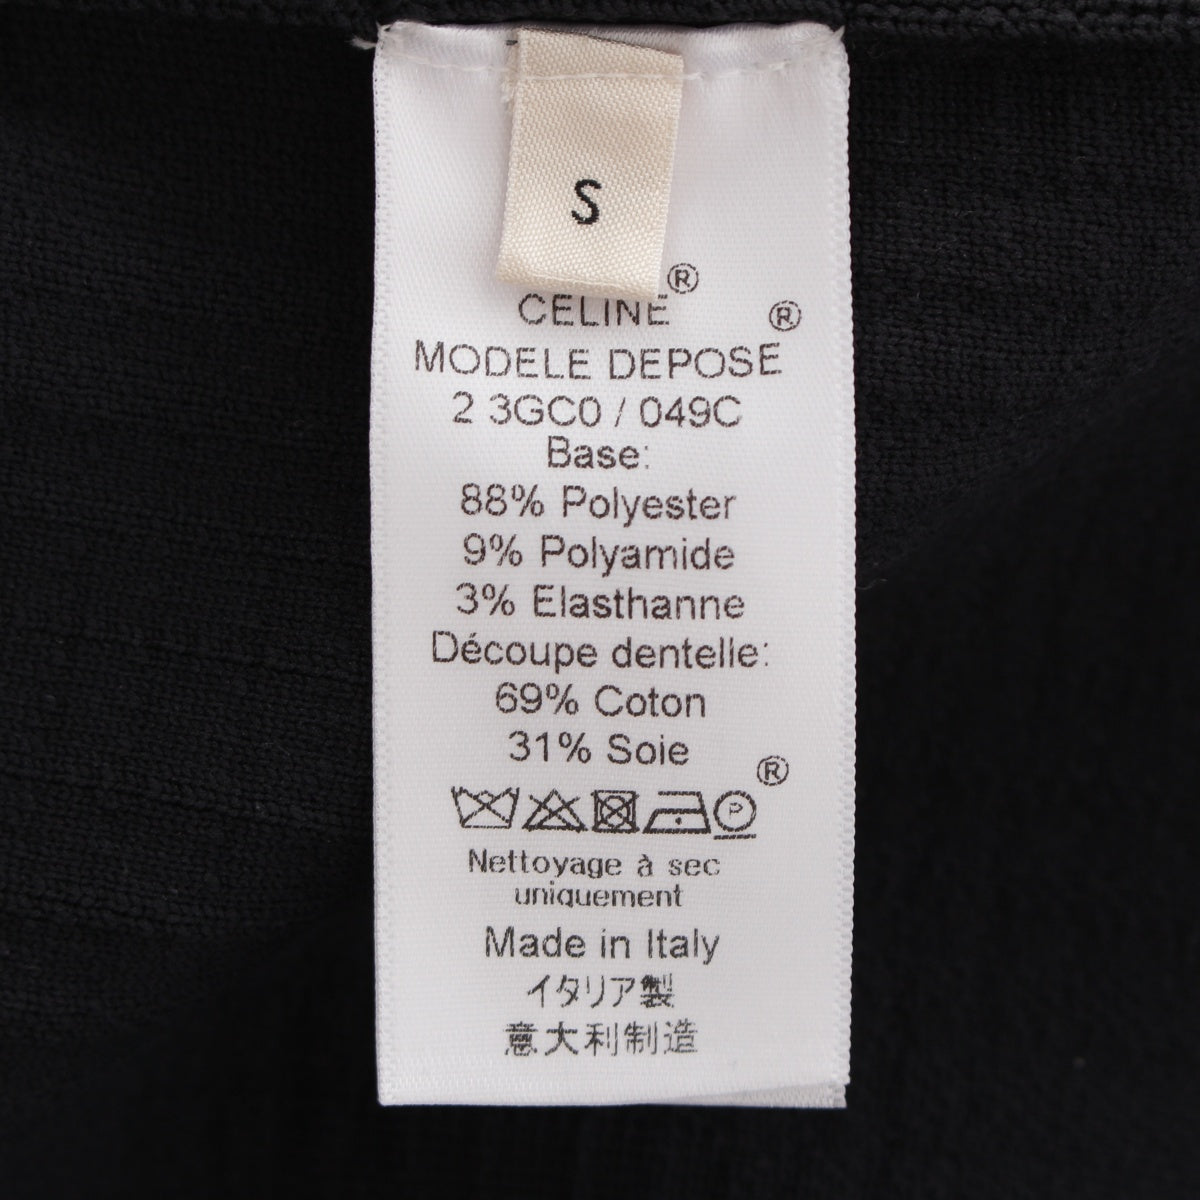 S
CELINE®
MODELE DEPOSE®
2 3GC0 / 049C
Base:
88% Polyester
9% Polyamide
3% Elasthanne
Découpe dentelle:
69% Coton
31% Soie
® 
P
Nettoyage à sec
uniquement
Made in Italy
イタリア製
意大利制造